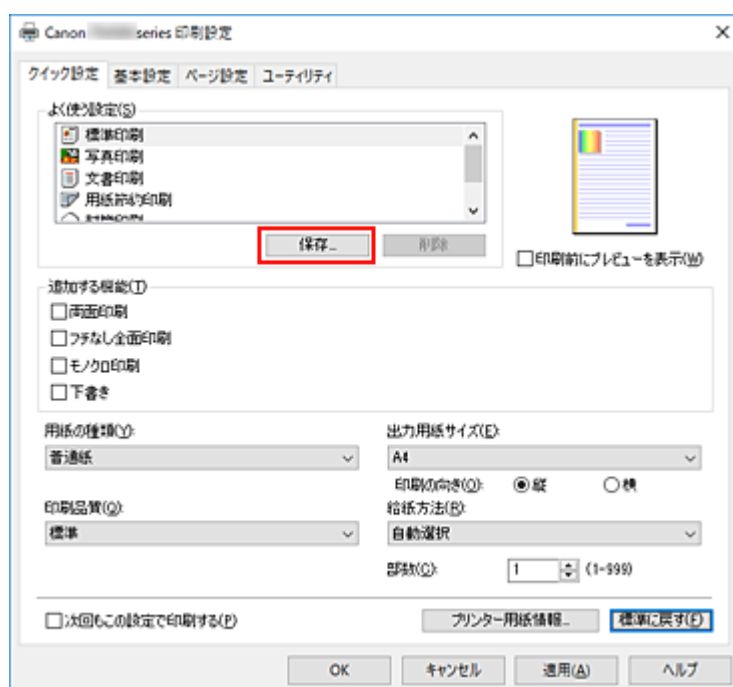 Canon series 印刷設定
クイック設定 基本設定 ページ設定 ユーティリティ
よく使う設定(S)
標準印刷
写真印刷
文書印刷
用紙節約印刷
保存...
削除
印刷前にプレビューを表示(W)
追加する機能(T)
両面印刷
フチなし全面印刷
モノクロ印刷
下書き
用紙の種類(Y):
普通紙
出力用紙サイズ(E):
A4
印刷の向き(O): 縦 横
印刷品質(Q):
標準
給紙方法(R):
自動選択
部数(C): 1 (1-999)
次回もこの設定で印刷する(P)
プリンター用紙情報...
標準に戻す(F)
OK キャンセル 適用(A) ヘルプ